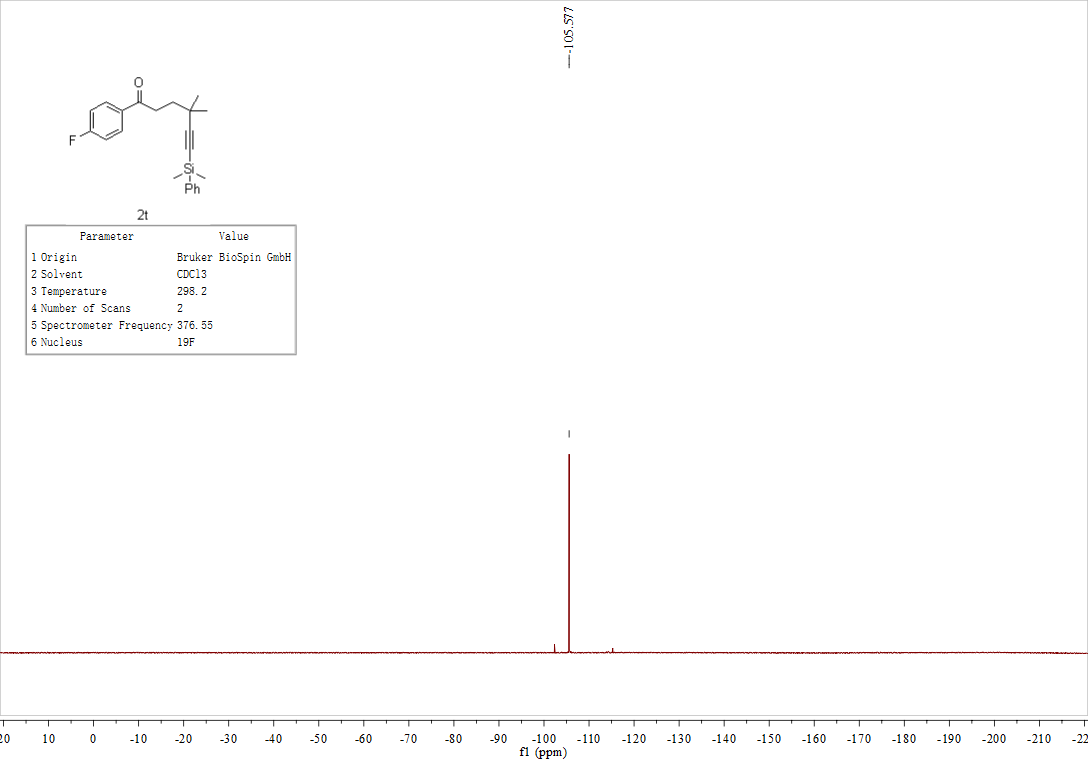 -105.577
O
F
Si
Ph
2t
Parameter Value
1 Origin Bruker BioSpin GmbH
2 Solvent CDCl3
3 Temperature 298.2
4 Number of Scans 2
5 Spectrometer Frequency 376.55
6 Nucleus 19F
20 10 0 -10 -20 -30 -40 -50 -60 -70 -80 -90 -100 -110 -120 -130 -140 -150 -160 -170 -180 -190 -200 -210 -22
f1 (ppm)